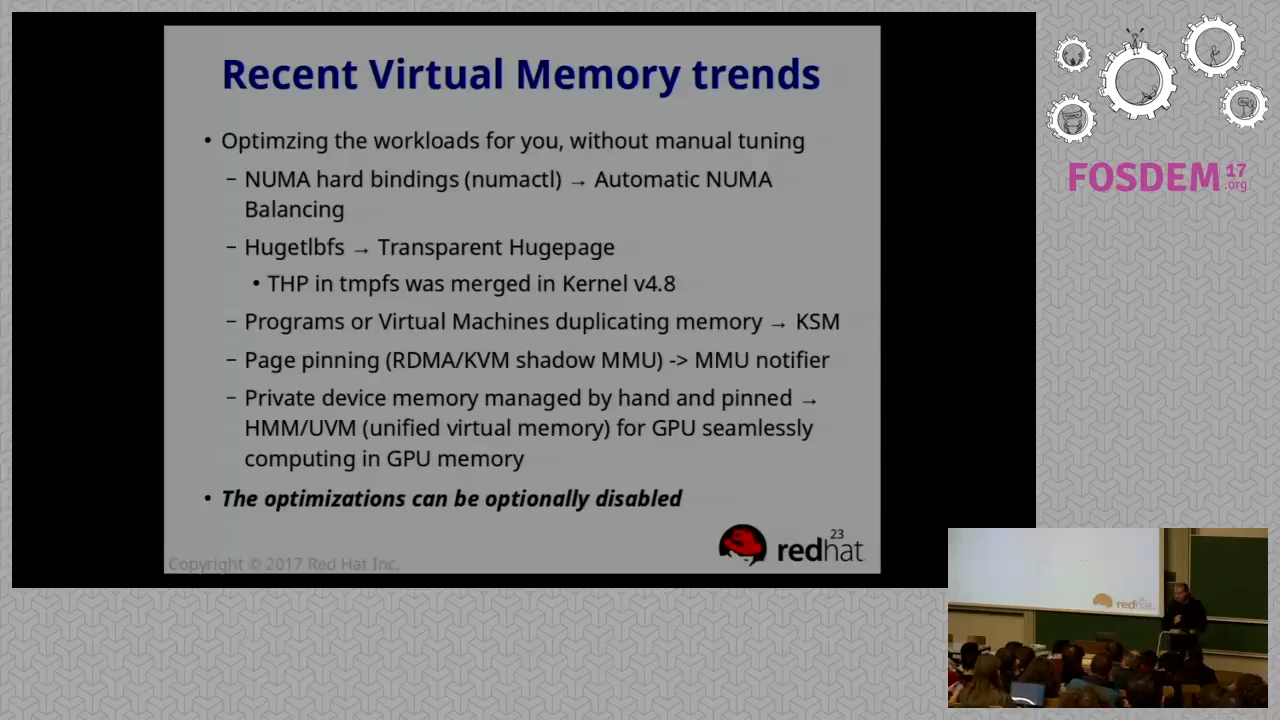 Recent Virtual Memory trends
• Optimzing the workloads for you, without manual tuning
– NUMA hard bindings (numactl) → Automatic NUMA
Balancing
– Hugetlbfs → Transparent Hugepage
• THP in tmpfs was merged in Kernel v4.8
– Programs or Virtual Machines duplicating memory → KSM
– Page pinning (RDMA/KVM shadow MMU) -> MMU notifier
– Private device memory managed by hand and pinned →
HMM/UVM (unified virtual memory) for GPU seamlessly
computing in GPU memory
• The optimizations can be optionally disabled
23
redhat
Copyright © 2017 Red Hat Inc.
FOSDEM 17
.org
redhat